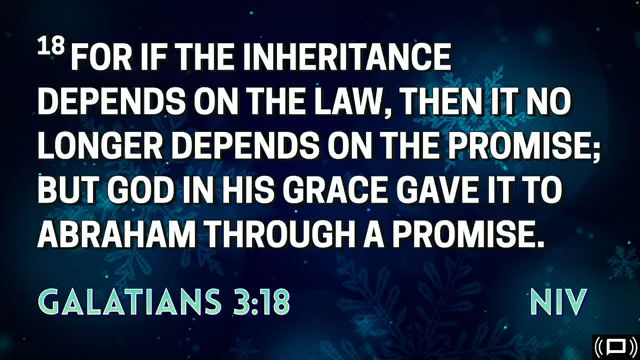 18 FOR IF THE INHERITANCE
DEPENDS ON THE LAW, THEN IT NO
LONGER DEPENDS ON THE PROMISE;
BUT GOD IN HIS GRACE GAVE IT TO
ABRAHAM THROUGH A PROMISE.
GALATIANS 3:18 NIV